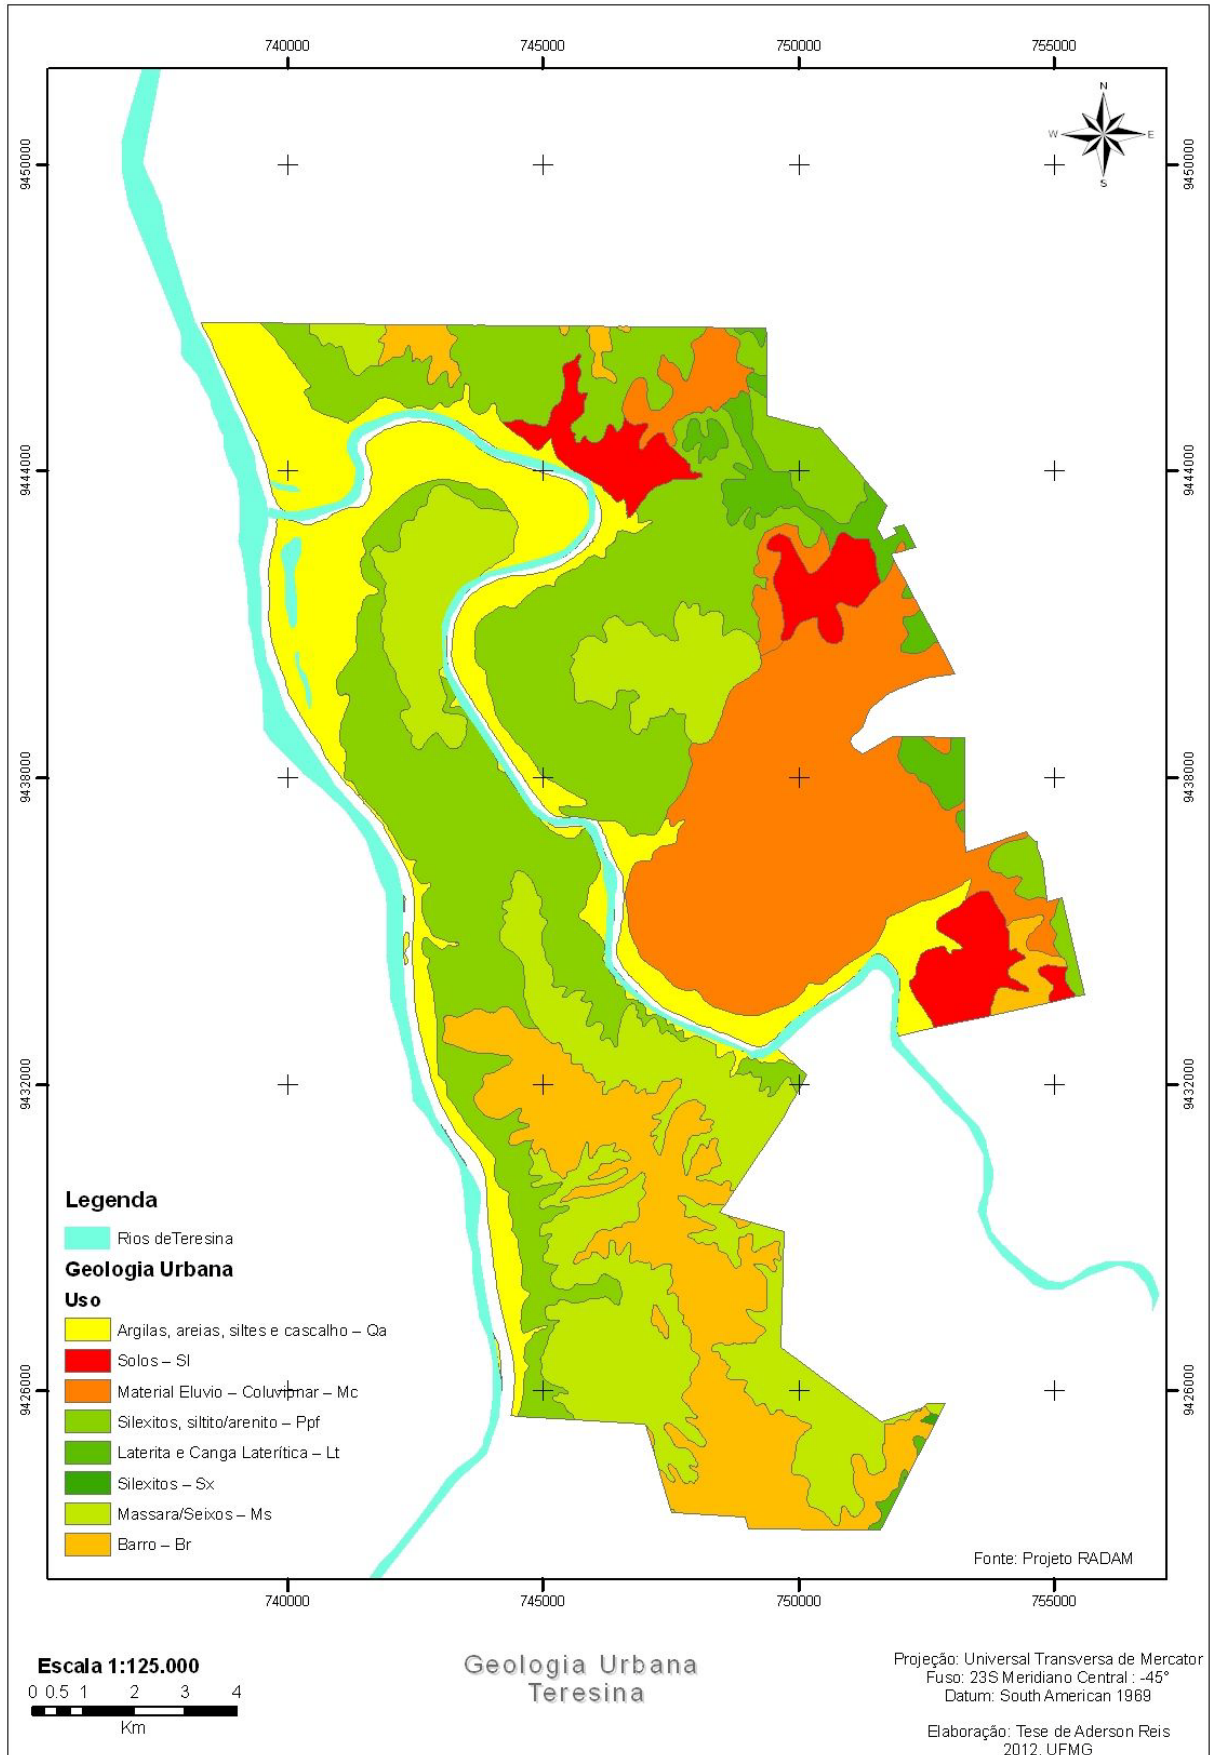 740000 745000 750000 755000
N
W E
S
9450000 9450000
9444000 9444000
9438000 9438000
9432000 9432000
9426000 9426000
Legenda
Rios deTeresina
Geologia Urbana
Uso
Argilas, areias, siltes e cascalho – Qa
Solos – Sl
Material Eluvio – Coluvionar – Mc
Silexitos, siltito/arenito – Ppf
Laterita e Canga Laterítica – Lt
Silexitos – Sx
Massara/Seixos – Ms
Barro – Br
Fonte: Projeto RADAM
740000 745000 750000 755000
Escala 1:125.000
0 0.5 1 2 3 4
Km
Geologia Urbana
Teresina
Projeção: Universal Transversa de Mercator
Fuso: 23S Meridiano Central : -45°
Datum: South American 1969
Elaboração: Tese de Aderson Reis
2012. UFMG